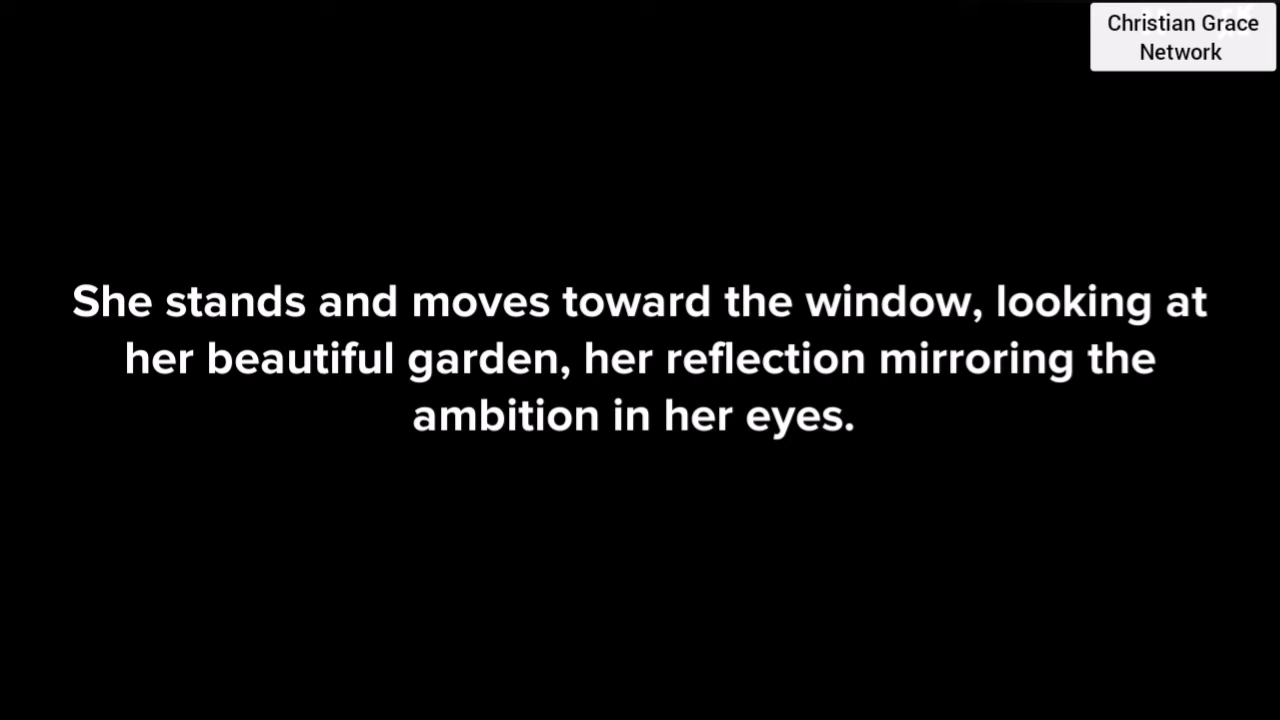 Christian Grace
Network
She stands and moves toward the window, looking at
her beautiful garden, her reflection mirroring the
ambition in her eyes.